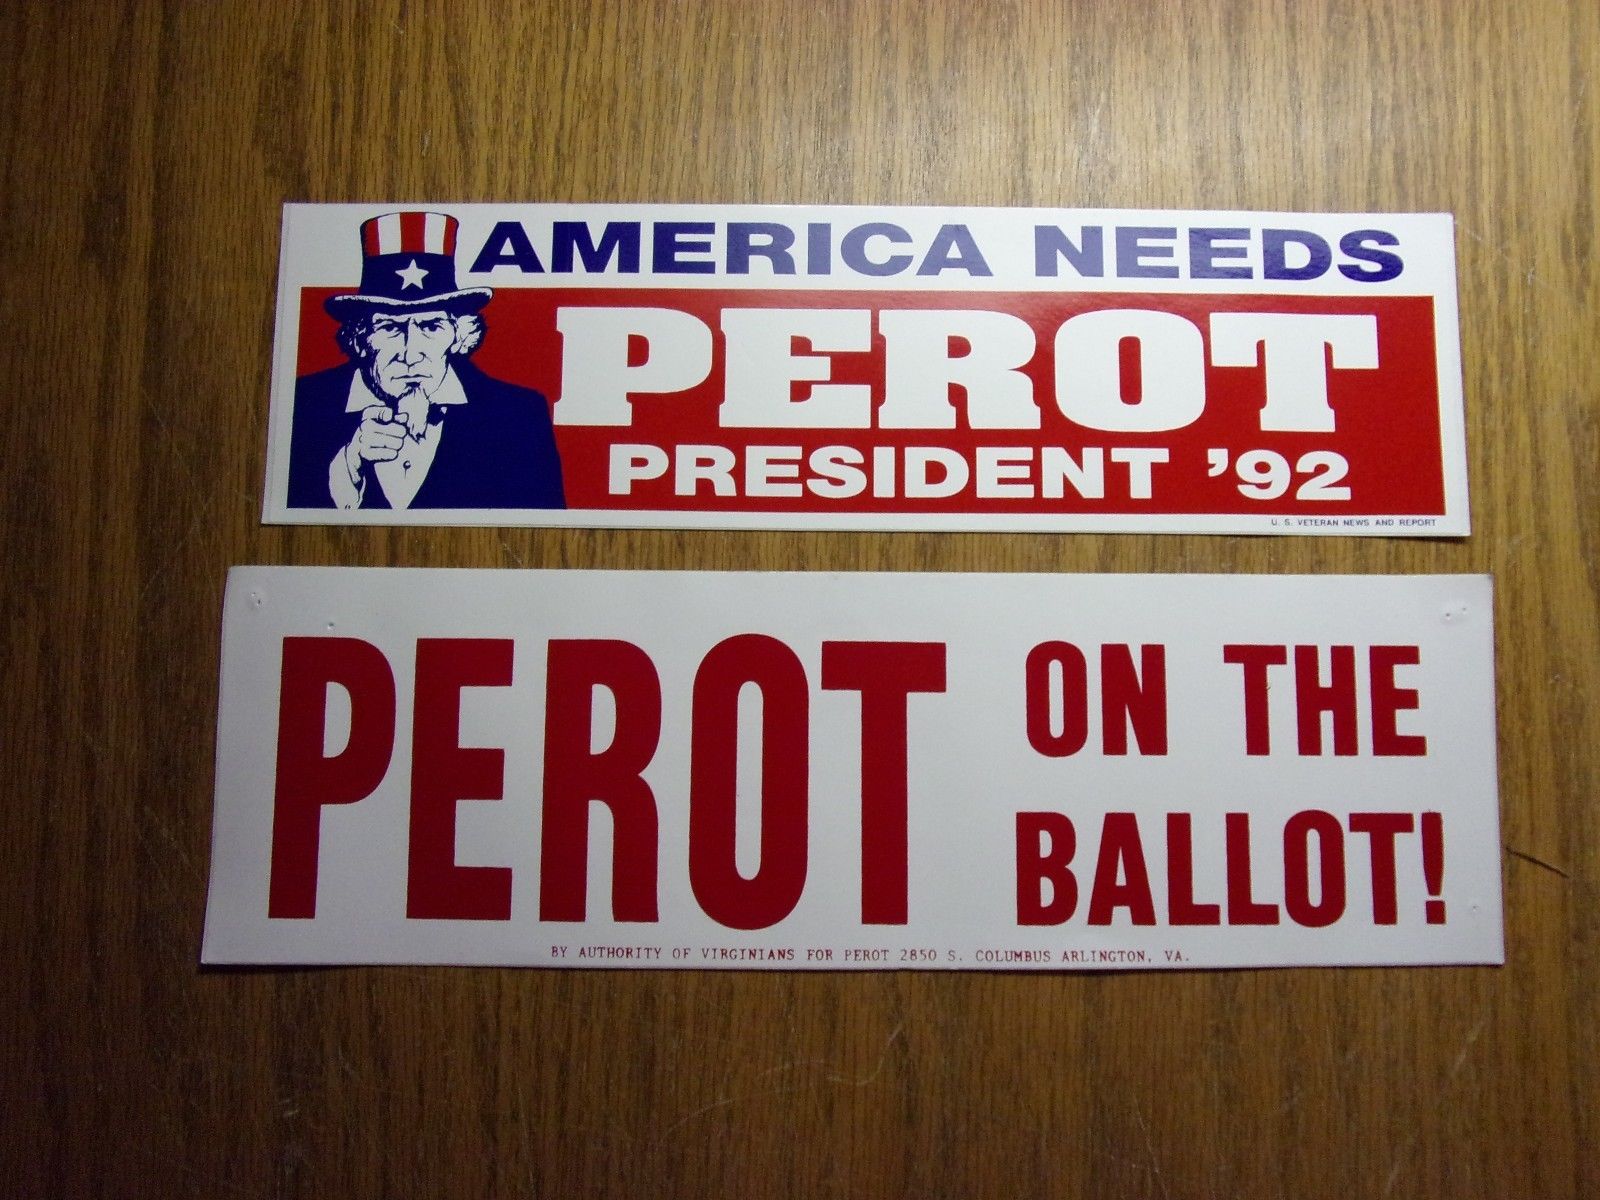 AMERICA NEEDS
PEROT
PRESIDENT '92
U. S. VETERAN NEWS AND REPORT
PEROT ON THE
BALLOT!
BY AUTHORITY OF VIRGINIANS FOR PEROT 2850 S. COLUMBUS ARLINGTON, VA.